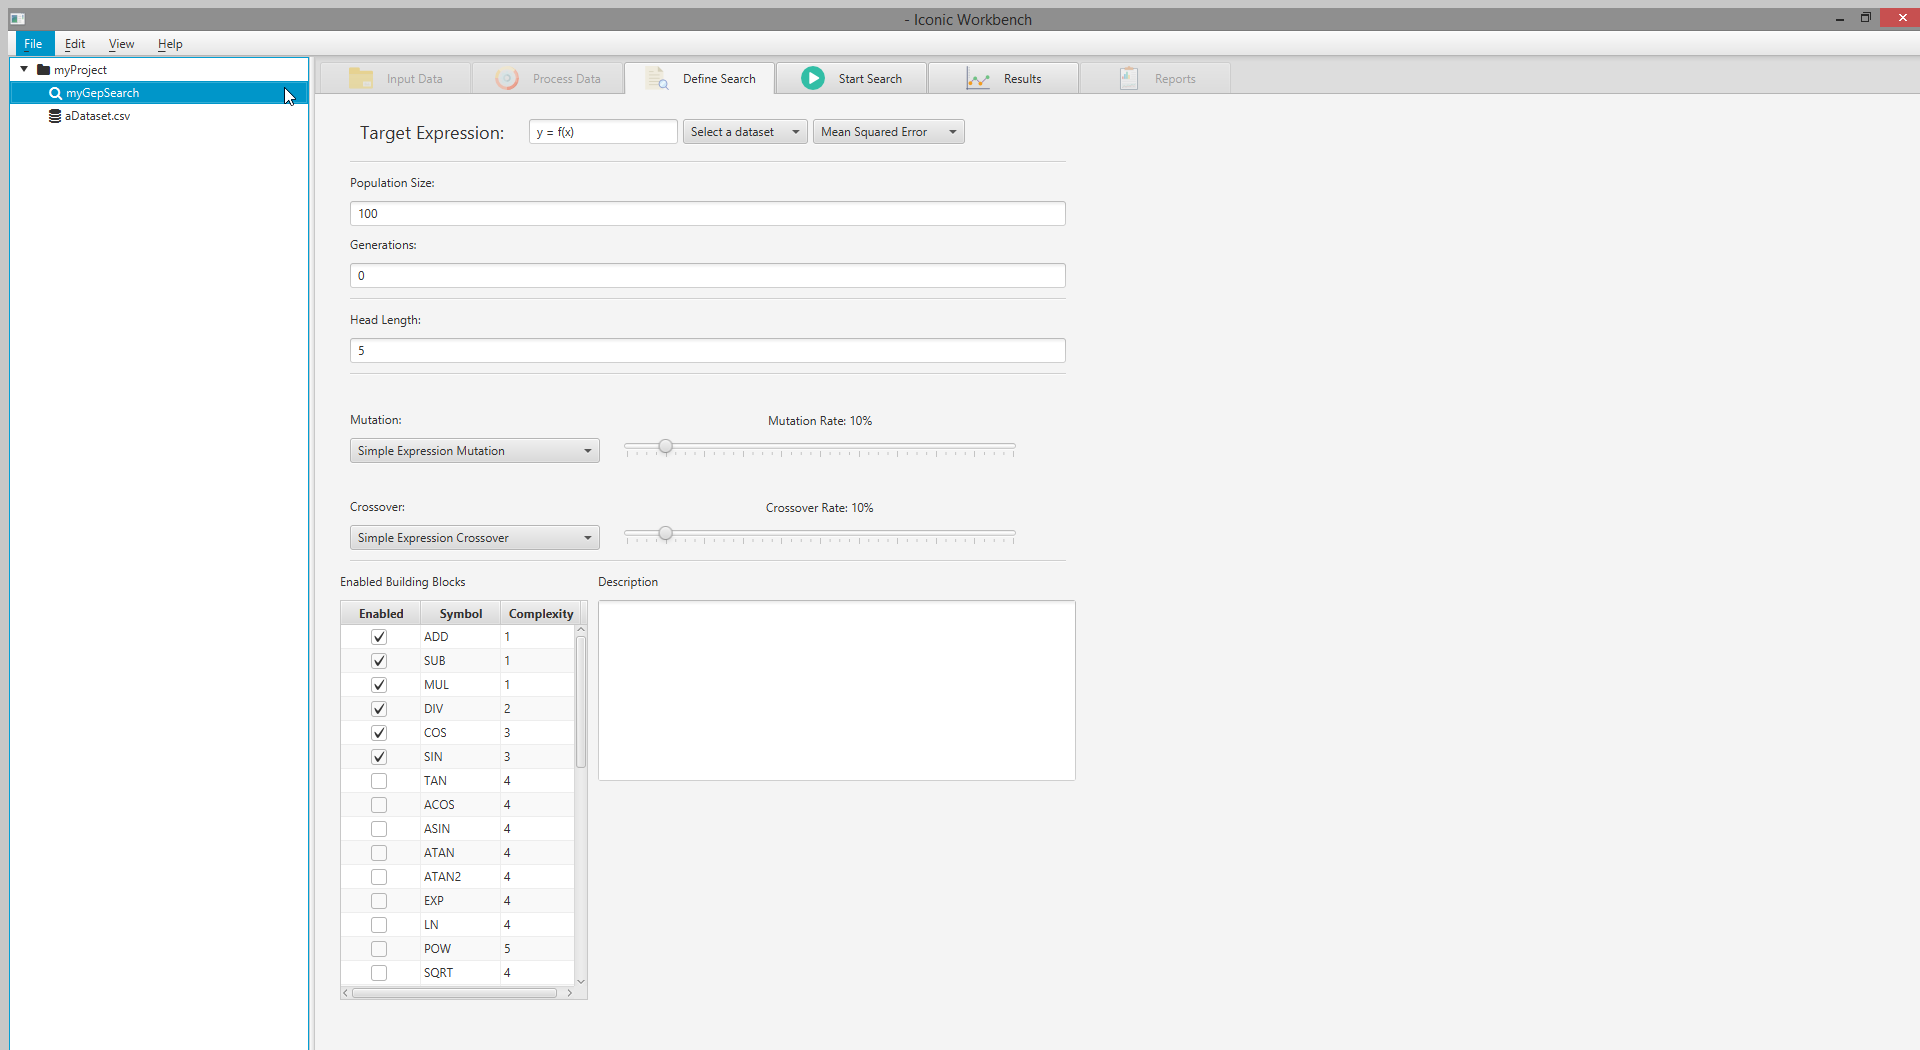 - Iconic Workbench
File Edit View Help
myProject
myGepSearch
aDataset.csv
Input Data Process Data Define Search Start Search Results Reports
Target Expression: y = f(x) Select a dataset Mean Squared Error
Population Size:
100
Generations:
0
Head Length:
5
Mutation: Mutation Rate: 10%
Simple Expression Mutation
Crossover: Crossover Rate: 10%
Simple Expression Crossover
Enabled Building Blocks Description
Enabled Symbol Complexity
ADD 1
SUB 1
MUL 1
DIV 2
COS 3
SIN 3
TAN 4
ACOS 4
ASIN 4
ATAN 4
ATAN2 4
EXP 4
LN 4
POW 5
SQRT 4